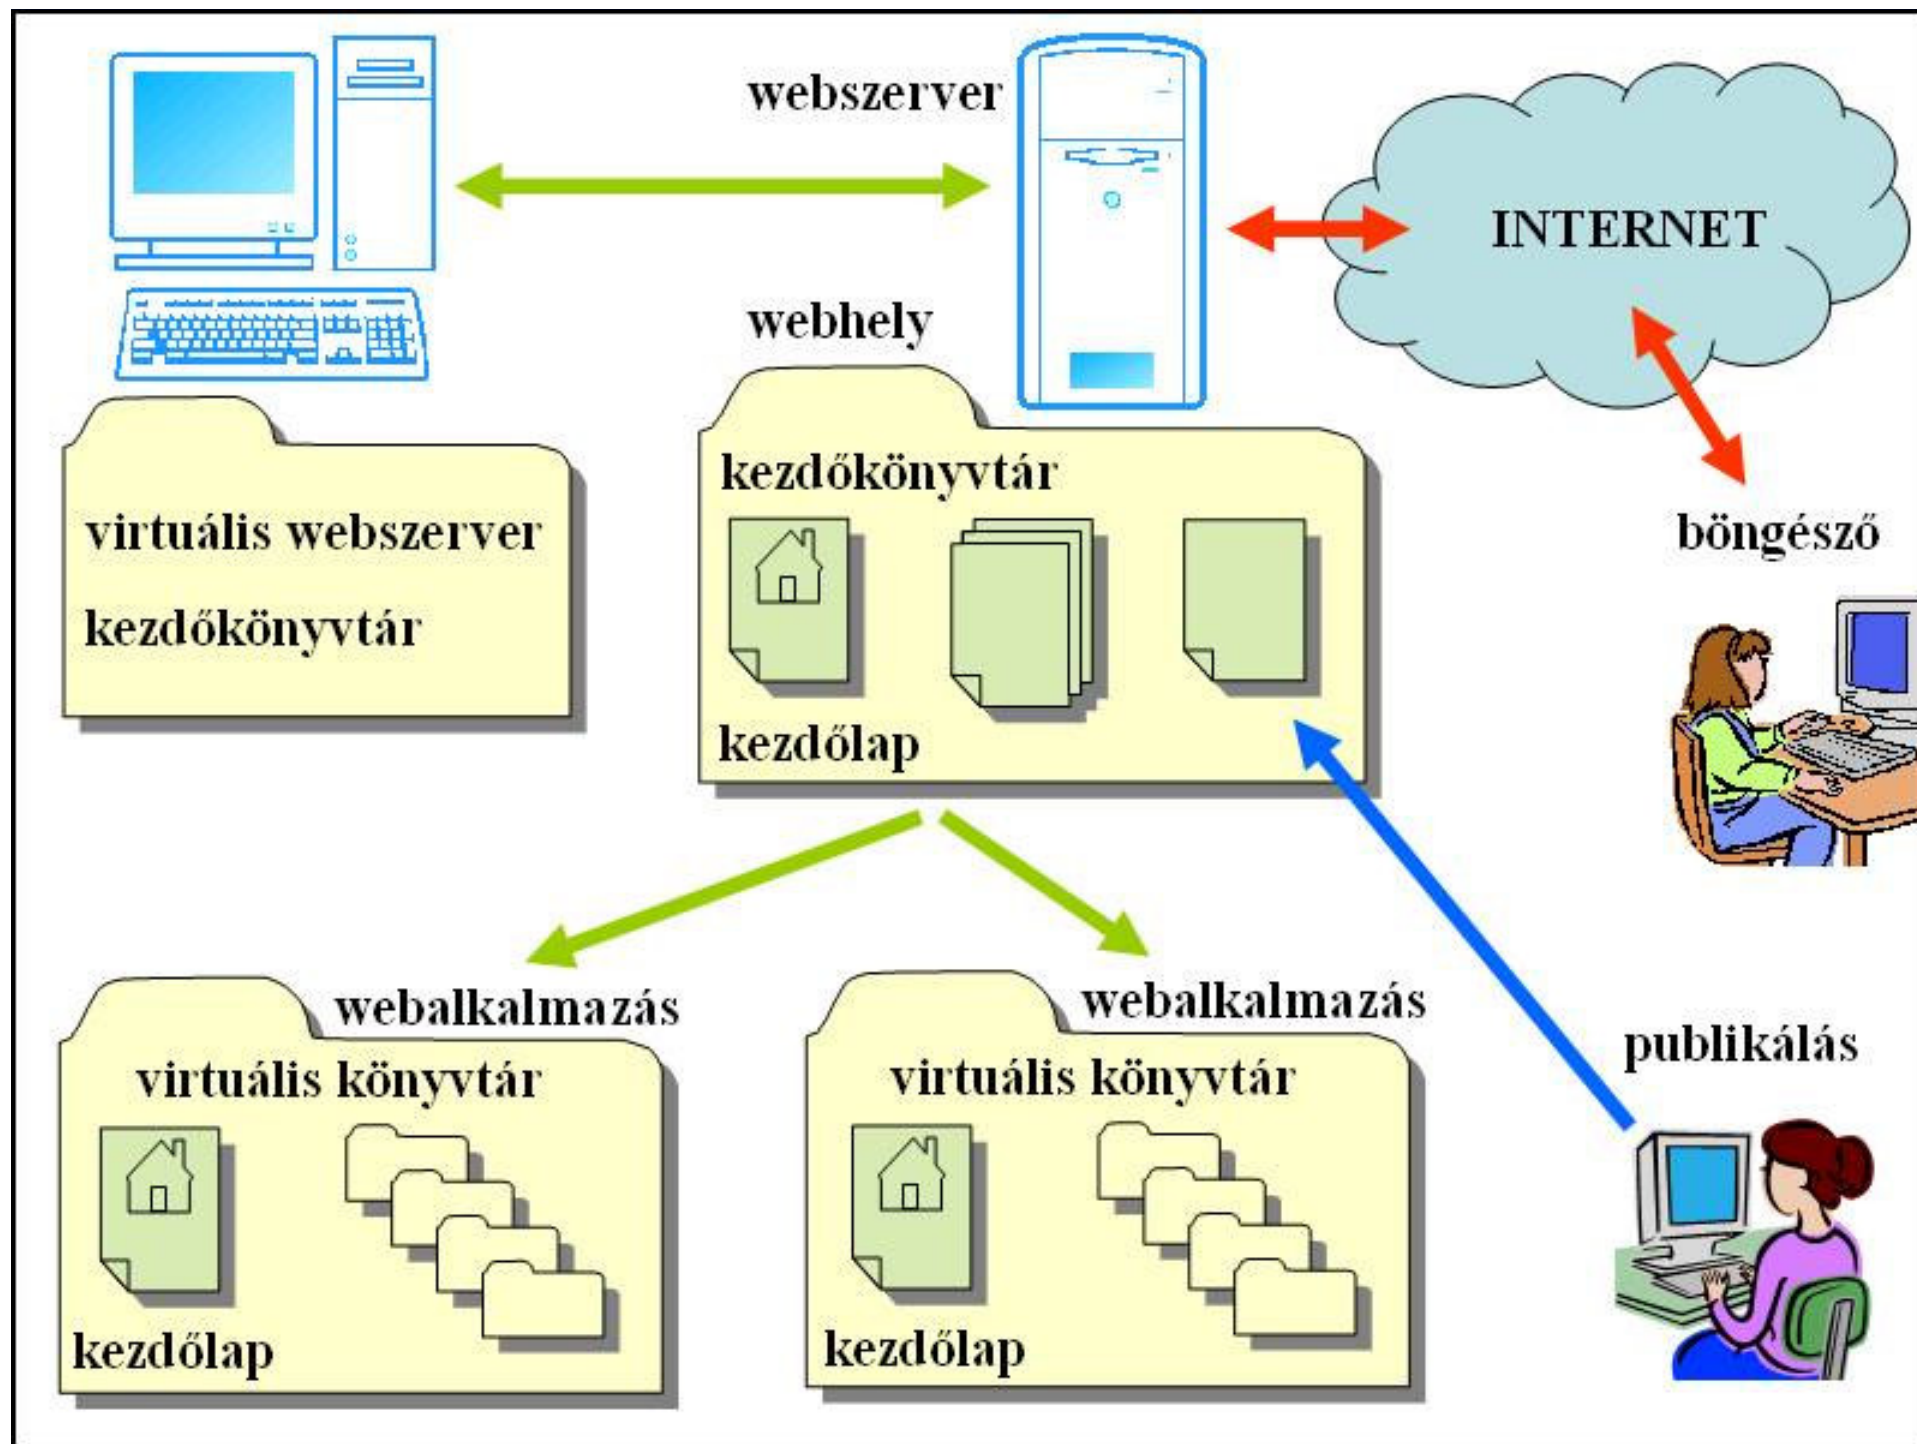 webszerver
INTERNET
webhely
virtuális webszerver
kezdőkönyvtár
kezdőkönyvtár
kezdőlap
böngésző
webalkalmazás
virtuális könyvtár
kezdőlap
webalkalmazás
virtuális könyvtár
kezdőlap
publikálás